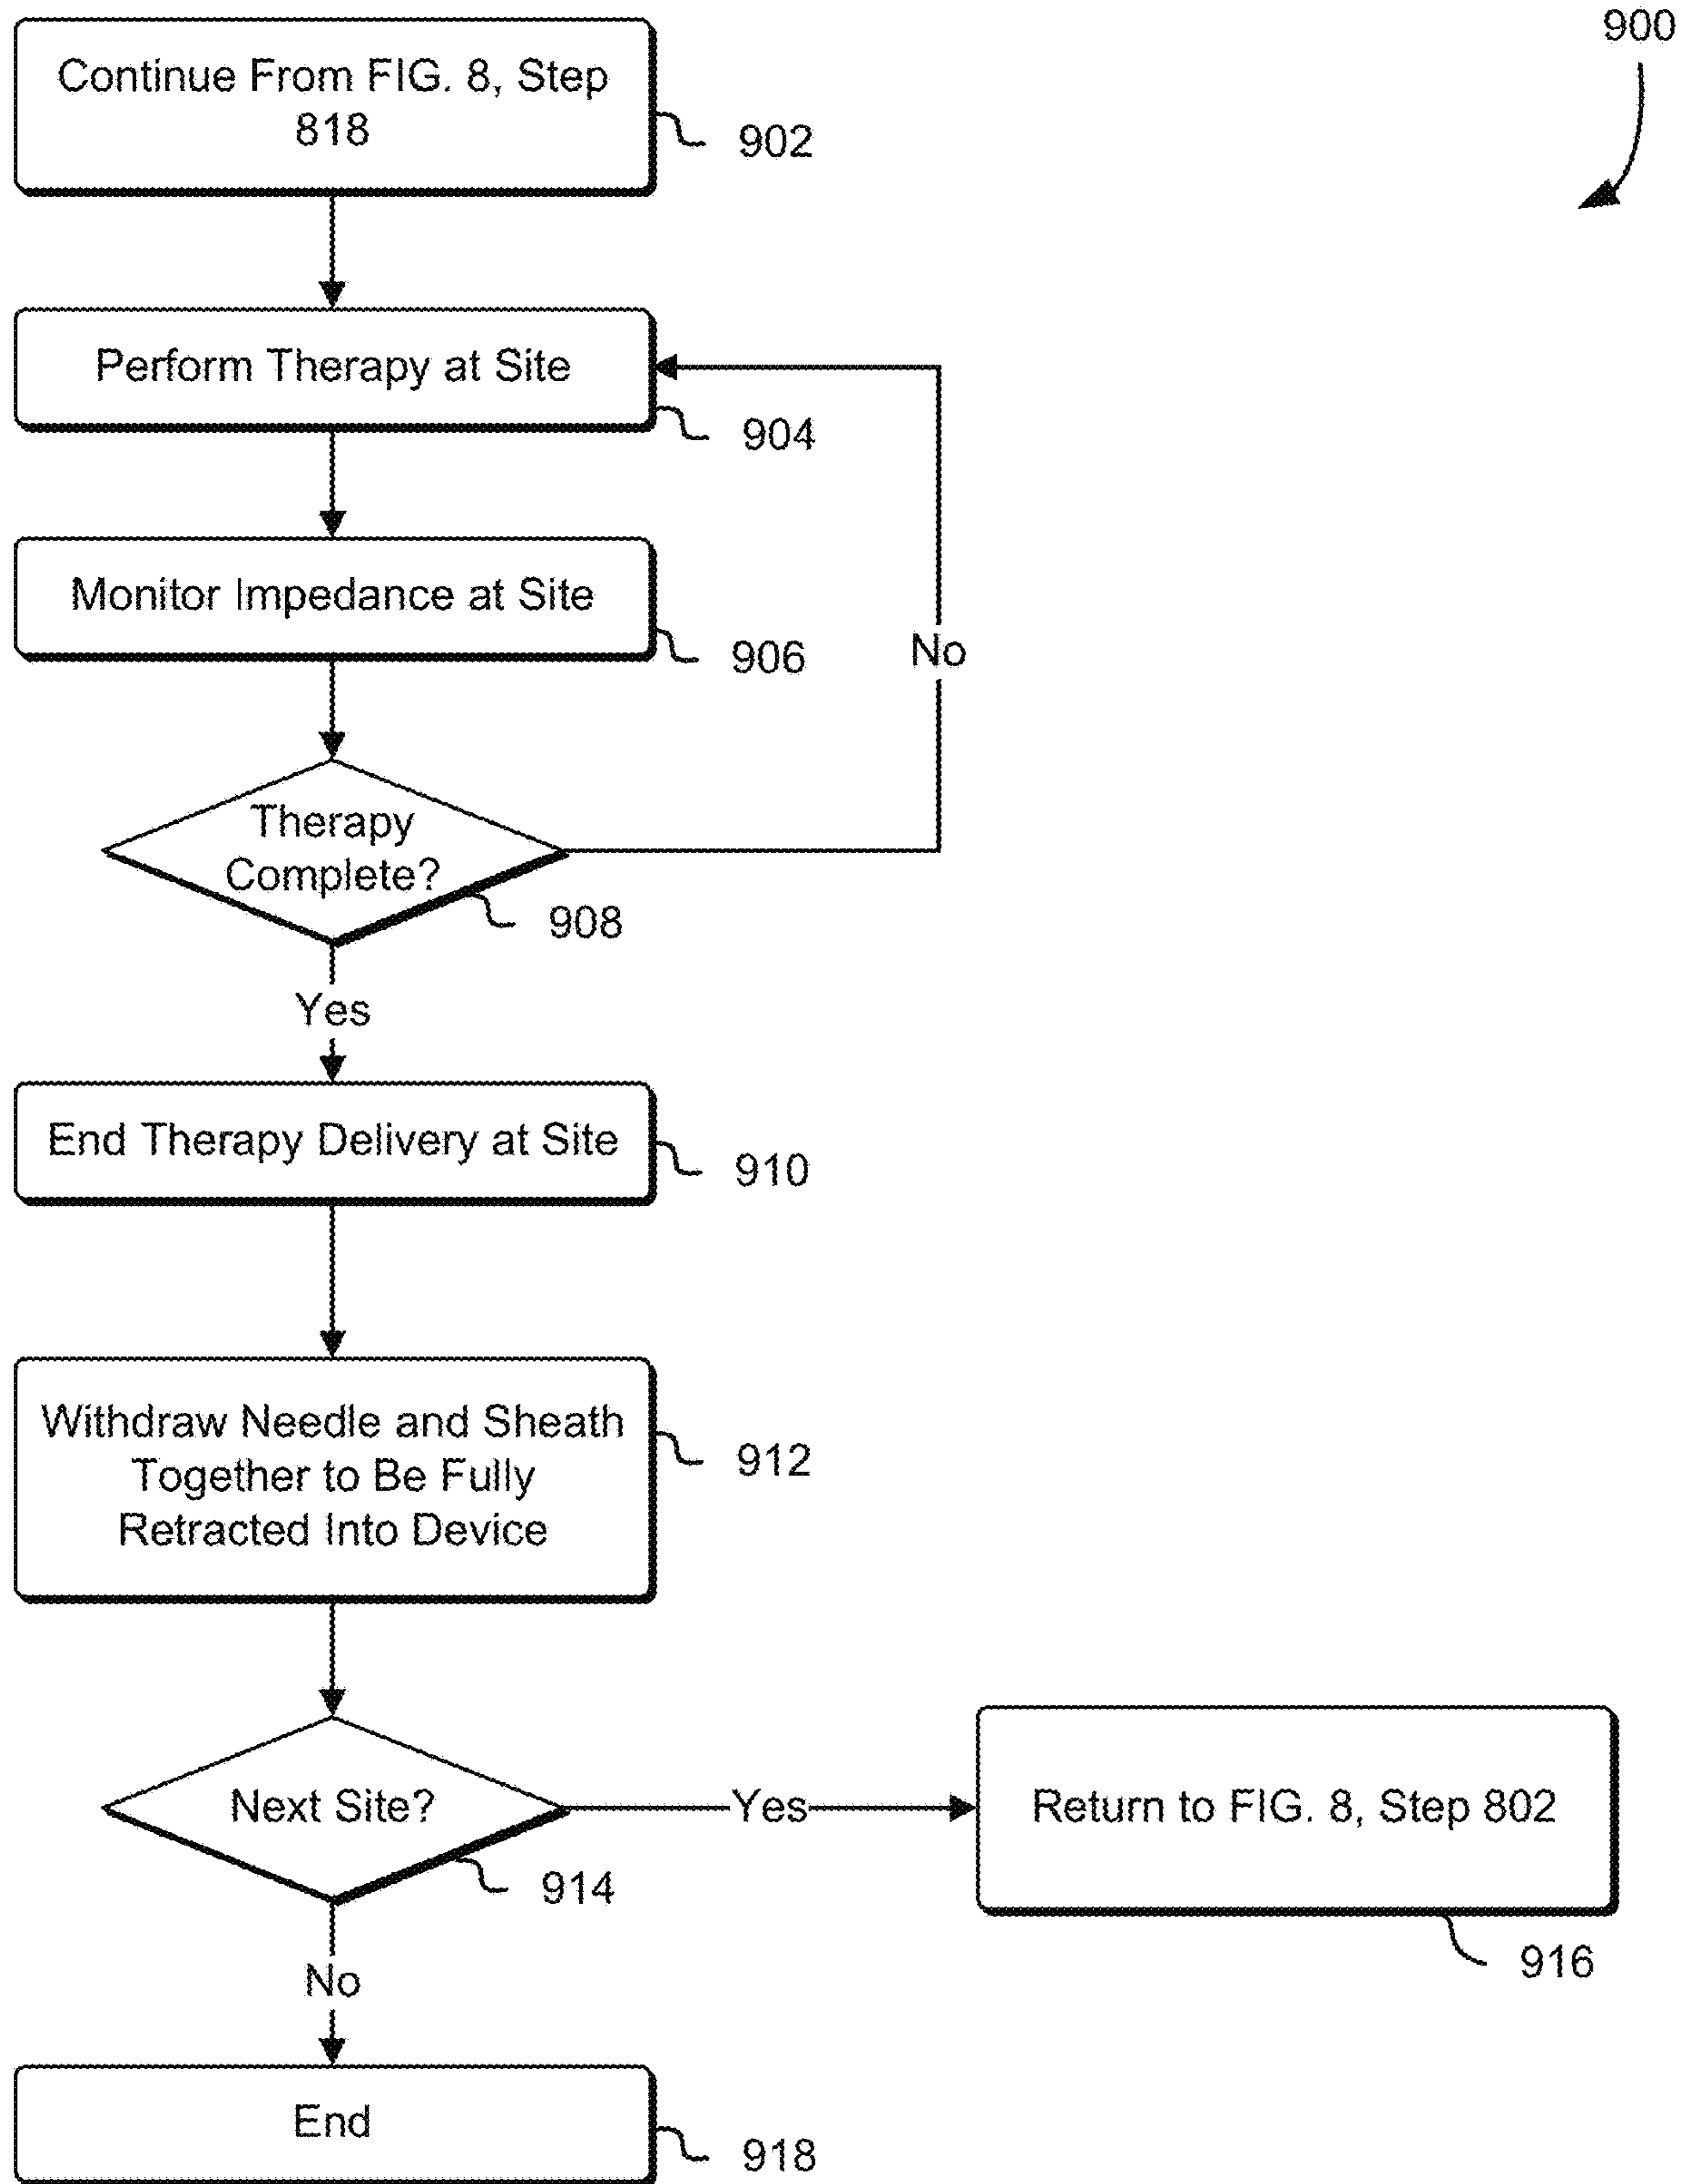 900
Continue From FIG. 8, Step
818
902
Perform Therapy at Site
904
Monitor Impedance at Site
906
No
Therapy
Complete?
908
Yes
End Therapy Delivery at Site
910
Withdraw Needle and Sheath
Together to Be Fully
Retracted Into Device
912
Next Site?
914
Yes
Return to FIG. 8, Step 802
916
No
End
918